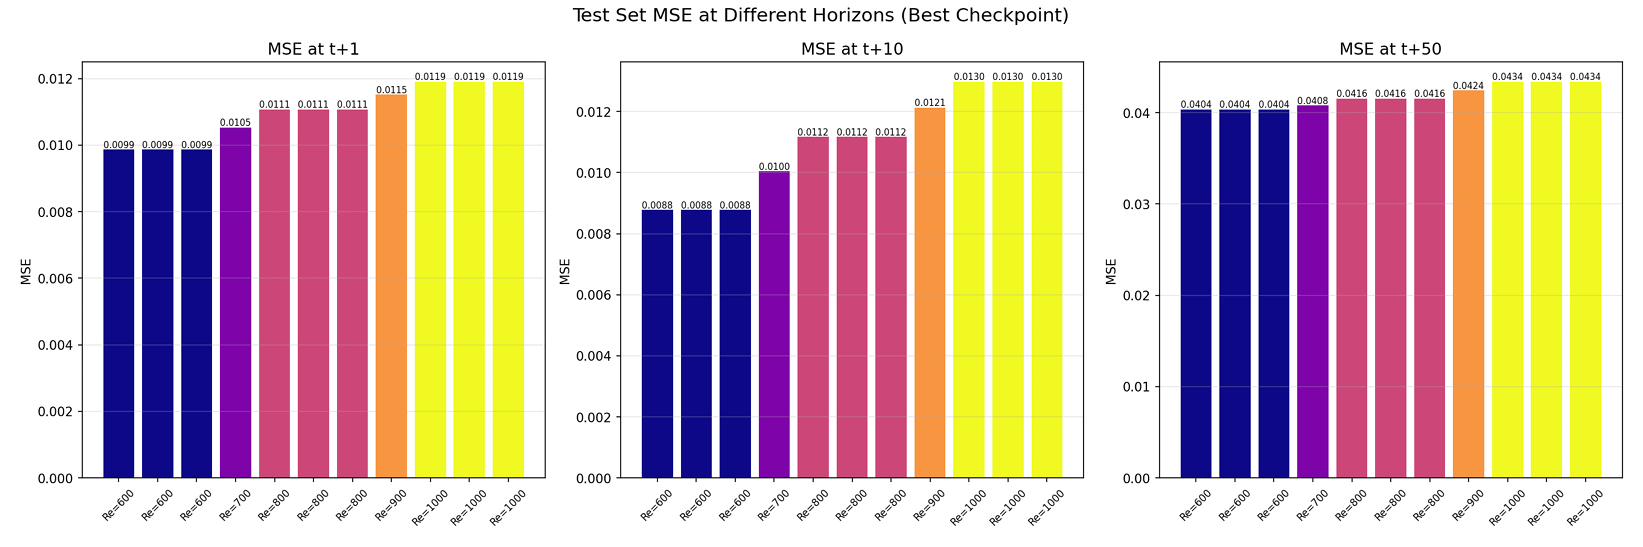 Test Set MSE at Different Horizons (Best Checkpoint)
MSE at t+1
MSE
0.012
0.010
0.008
0.006
0.004
0.002
0.000
0.0099 0.0099 0.0099 0.0105 0.0111 0.0111 0.0111 0.0115 0.0119 0.0119 0.0119
Re=600 Re=600 Re=600 Re=700 Re=800 Re=800 Re=800 Re=900 Re=1000 Re=1000 Re=1000
MSE at t+10
MSE
0.012
0.010
0.008
0.006
0.004
0.002
0.000
0.0088 0.0088 0.0088 0.0100 0.0112 0.0112 0.0112 0.0121 0.0130 0.0130 0.0130
Re=600 Re=600 Re=600 Re=700 Re=800 Re=800 Re=800 Re=900 Re=1000 Re=1000 Re=1000
MSE at t+50
MSE
0.04
0.03
0.02
0.01
0.00
0.0404 0.0404 0.0404 0.0408 0.0416 0.0416 0.0416 0.0424 0.0434 0.0434 0.0434
Re=600 Re=600 Re=600 Re=700 Re=800 Re=800 Re=800 Re=900 Re=1000 Re=1000 Re=1000